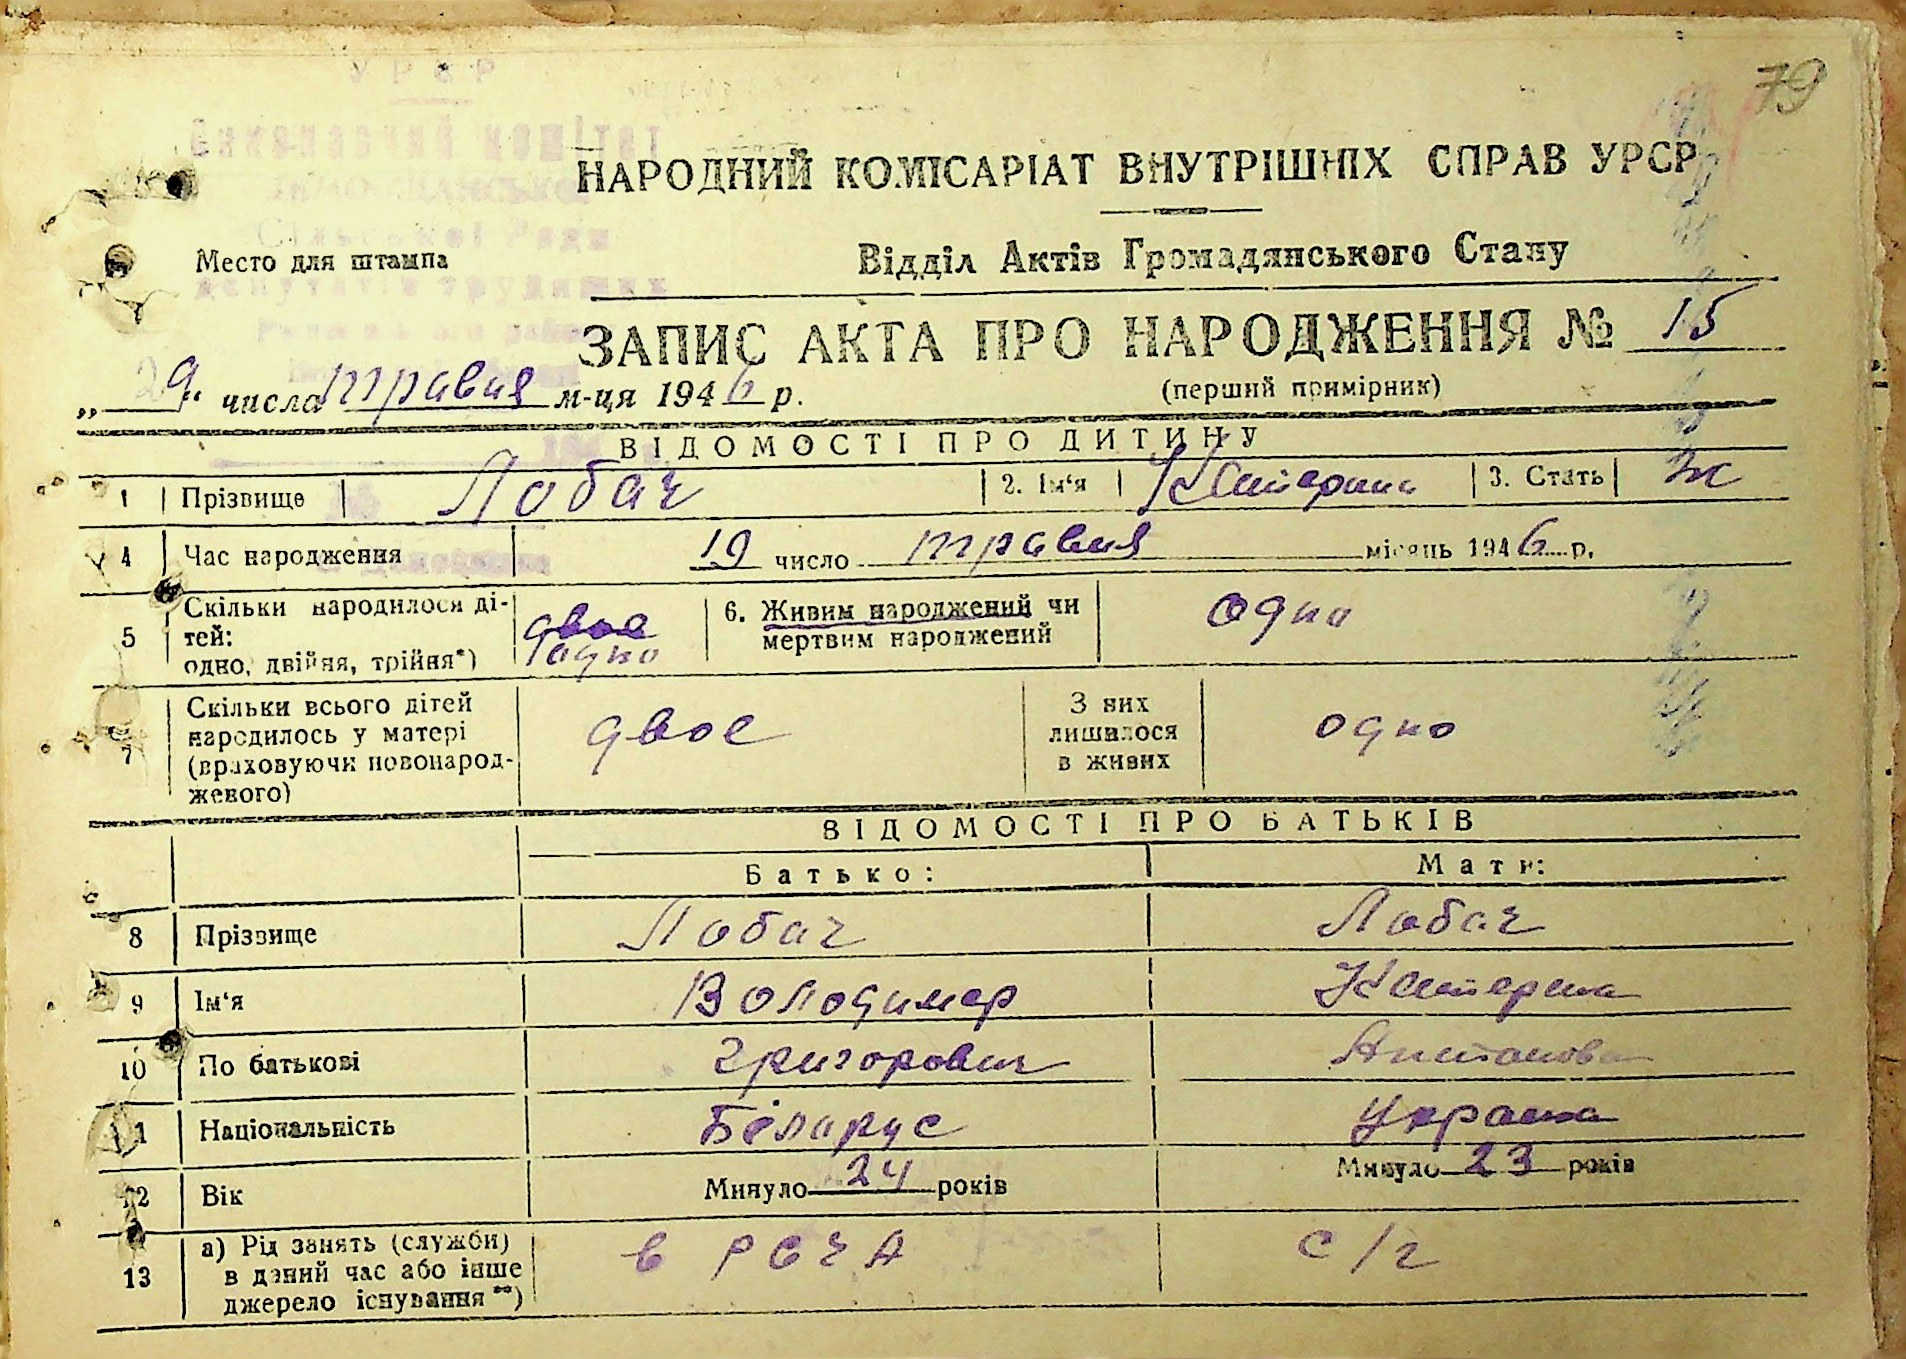 79
НАРОДНИЙ КОМІСАРІАТ ВНУТРІШНІХ СПРАВ УРСР
Место для штампа
Відділ Актів Громадянського Стану
ЗАПИС АКТА ПРО НАРОДЖЕННЯ № 15
(перший примірник)
„29“ числа травня м-ця 1946 р.
ВІДОМОСТІ ПРО ДИТИНУ
1 Прізвище Лобач 2. Ім'я Катерина 3. Стать ж
4 Час народження 19 число травня місяць 1946 р.
5 Скільки народилося дітей: одно, двійня, трійня*) двое одно 6. Живим народжений чи мертвим народжений одно
7 Скільки всього дітей народилось у матері (враховуючи новонародженого) двое З них лишилося в живих одно
ВІДОМОСТІ ПРО БАТЬКІВ
Батько: Мати:
8 Прізвище Лобач Лобач
9 Ім'я Володимер Катерина
10 По батькові Григорович Антонова
11 Національність Біларус Украінка
12 Вік Минуло 24 років Минуло 23 років
13 а) Рід занять (служби) в даний час або інше джерело існування**) в РСЧА с/г